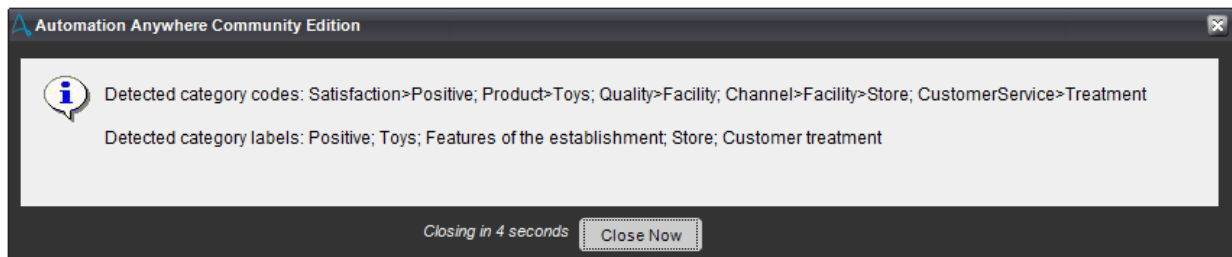 Automation Anywhere Community Edition
Detected category codes: Satisfaction>Positive; Product>Toys; Quality>Facility; Channel>Facility>Store; CustomerService>Treatment
Detected category labels: Positive; Toys; Features of the establishment; Store; Customer treatment
Closing in 4 seconds
Close Now